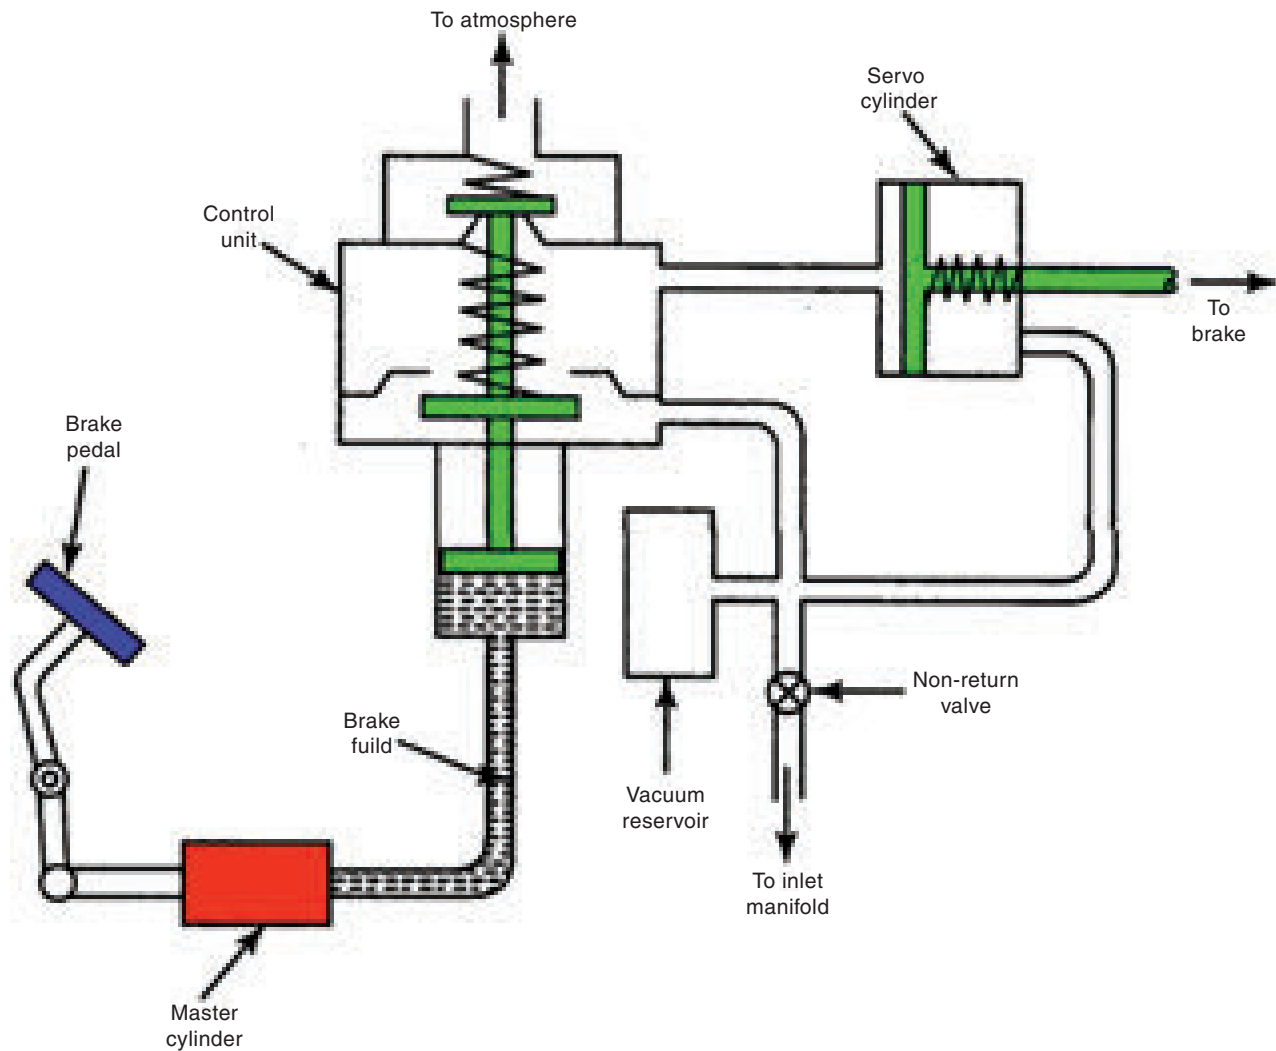 To atmosphere
Servo
cylinder
Control
unit
To
brake
Brake
pedal
Non-return
valve
Brake
fuild
Vacuum
reservoir
To inlet
manifold
Master
cylinder